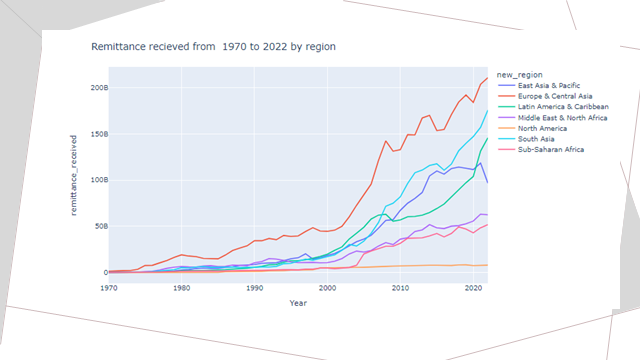 Remittance recieved from 1970 to 2022 by region
new_region
East Asia & Pacific
Europe & Central Asia
Latin America & Caribbean
Middle East & North Africa
North America
South Asia
Sub-Saharan Africa
remittance_received
200B
150B
100B
50B
0
1970
1980
1990
2000
2010
2020
Year